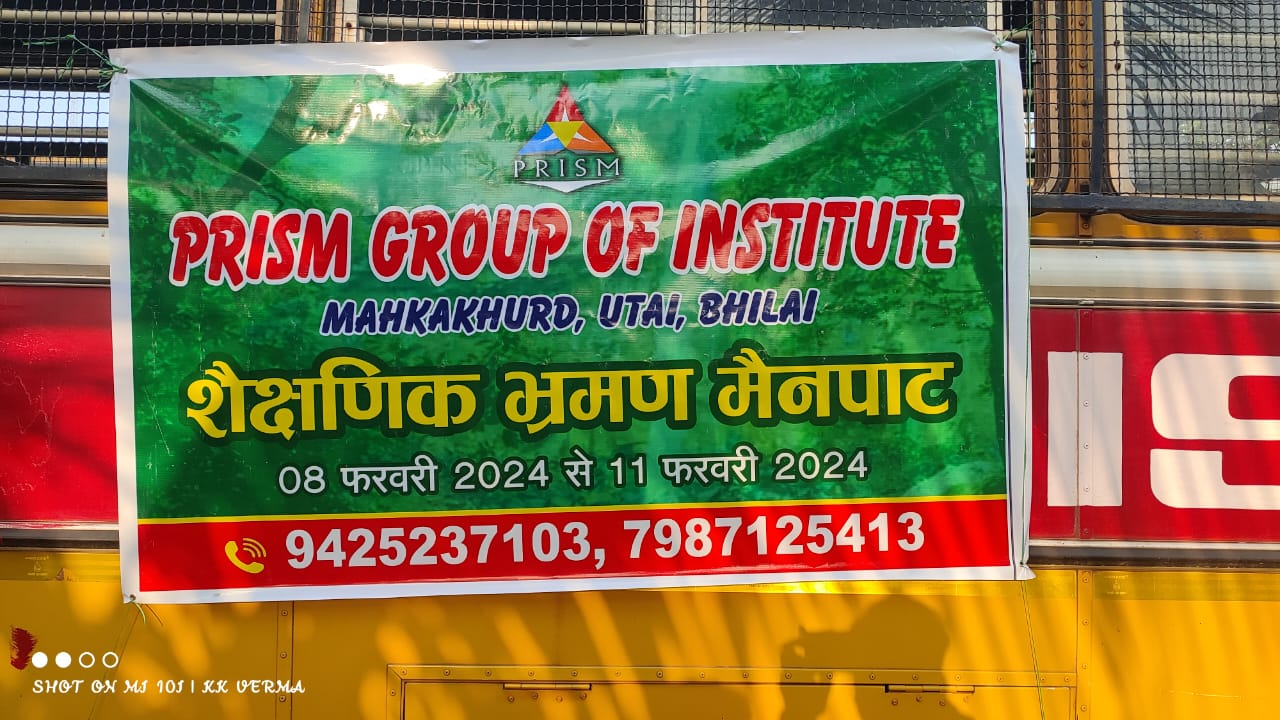 PRISM
PRISM GROUP OF INSTITUTE
MAHKAKHURD, UTAI, BHILAI
शैक्षणिक भ्रमण मैनपाट
08 फरवरी 2024 से 11 फरवरी 2024
9425237103, 7987125413
IS
SHOT ON MI 10I | KK VERMA